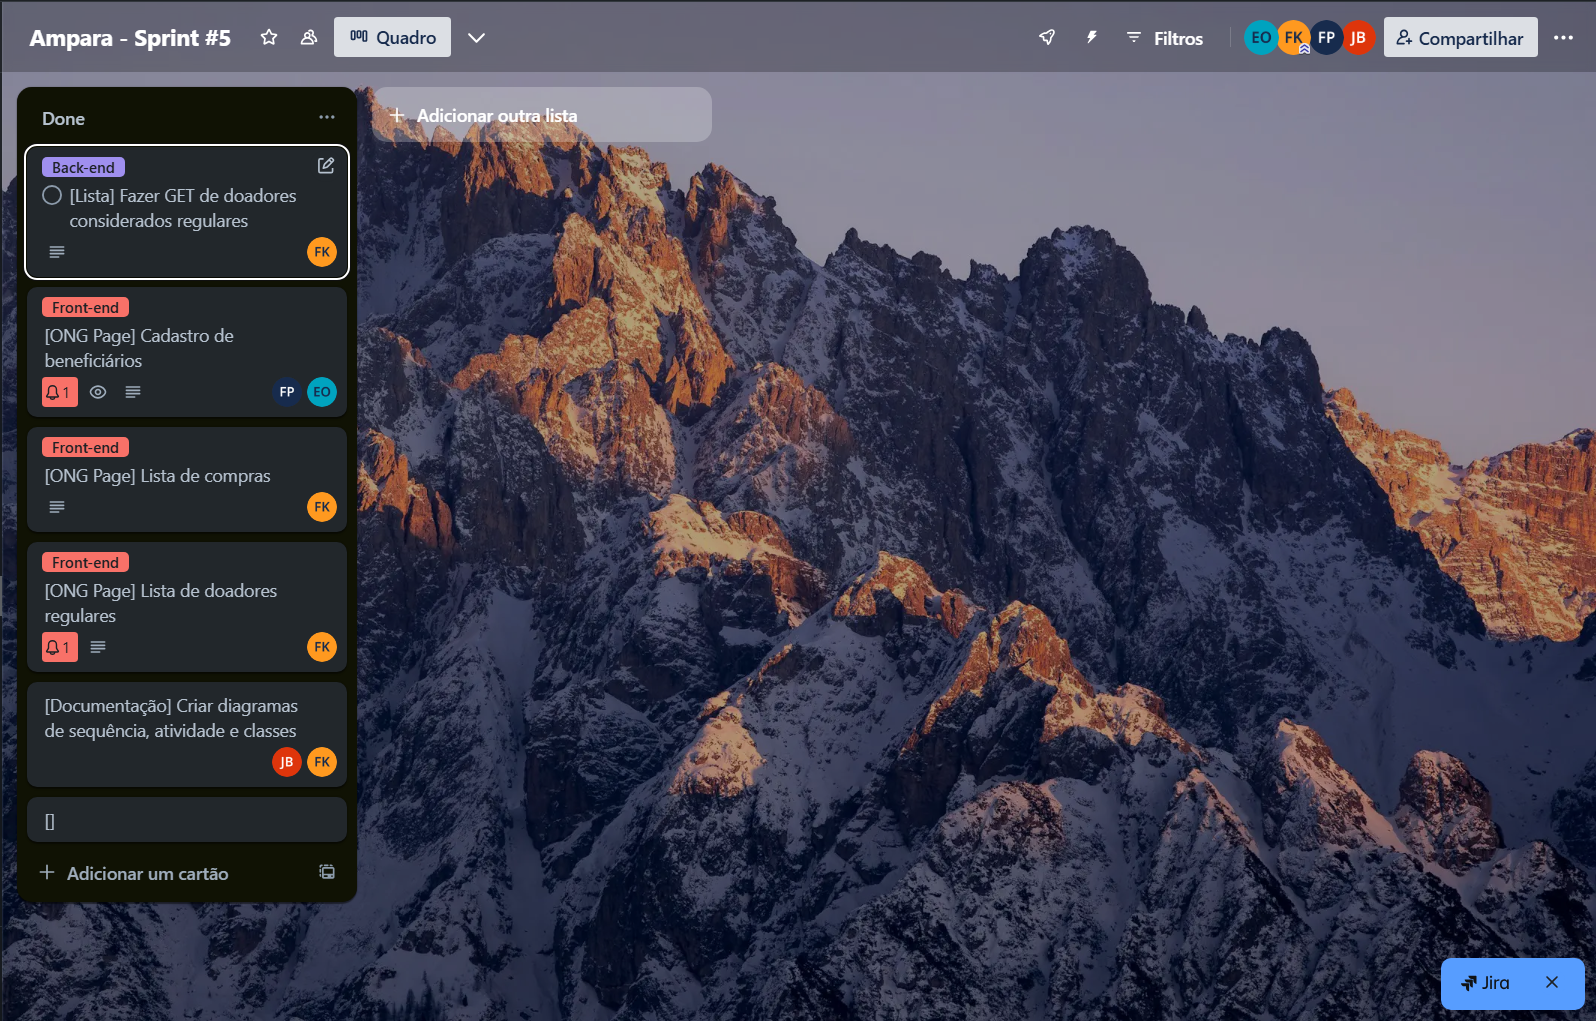 Ampara - Sprint #5
Quadro
Filtros
EO
FK
FP
JB
Compartilhar
Done
Back-end
[Lista] Fazer GET de doadores
considerados regulares
FK
Front-end
[ONG Page] Cadastro de
beneficiários
1
FP
EO
Front-end
[ONG Page] Lista de compras
FK
Front-end
[ONG Page] Lista de doadores
regulares
1
FK
[Documentação] Criar diagramas
de sequência, atividade e classes
JB
FK
[]
Adicionar um cartão
Adicionar outra lista
Jira